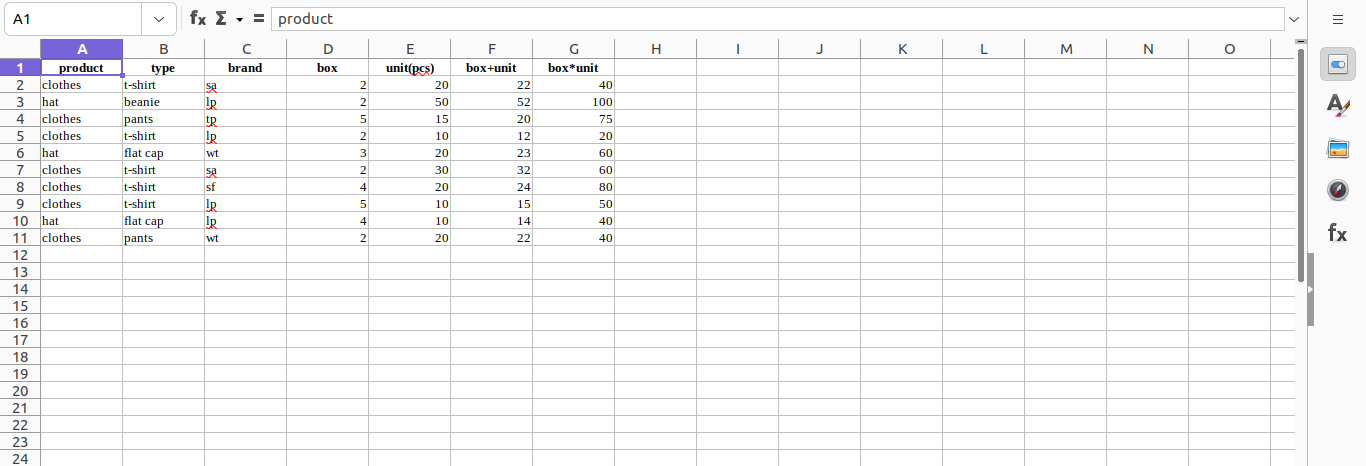 A1 fx Σ = product
A B C D E F G H I J K L M N O
1 product type brand box unit(pcs) box+unit box*unit
2 clothes t-shirt sa 2 20 22 40
3 hat beanie lp 2 50 52 100
4 clothes pants tp 5 15 20 75
5 clothes t-shirt lp 2 10 12 20
6 hat flat cap wt 3 20 23 60
7 clothes t-shirt sa 2 30 32 60
8 clothes t-shirt sf 4 20 24 80
9 clothes t-shirt lp 5 10 15 50
10 hat flat cap lp 4 10 14 40
11 clothes pants wt 2 20 22 40
12
13
14
15
16
17
18
19
20
21
22
23
24
A
fx